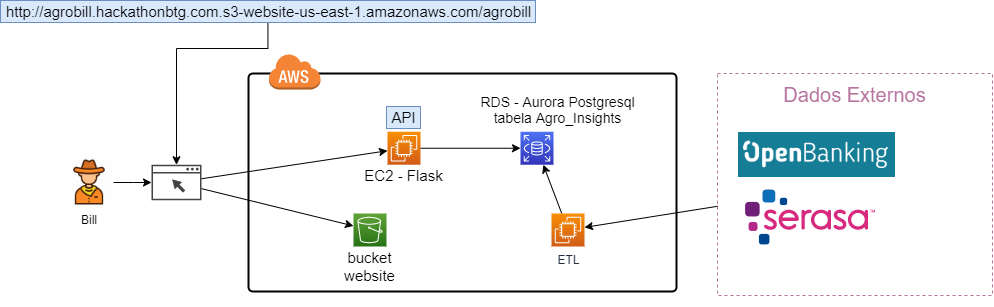 http://agrobill.hackathonbtg.com.s3-website-us-east-1.amazonaws.com/agrobill
AWS
Dados Externos
RDS - Aurora Postgresql
tabela Agro_Insights
API
OpenBanking
EC2 - Flask
serasa™
Bill
bucket
website
ETL